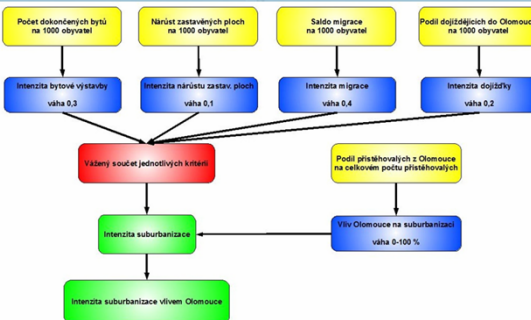 Počet dokončených bytů
na 1000 obyvatel
Nárůst zastavěných ploch
na 1000 obyvatel
Saldo migrace
na 1000 obyvatel
Podíl dojíždějících do Olomouce
na 1000 obyvatel
Intenzita bytové výstavby
váha 0,3
Intenzita nárůstu zastav. ploch
váha 0,1
Intenzita migrace
váha 0,4
Intenzita dojížďky
váha 0,2
Vážený součet jednotlivých kritérií
Podíl přistěhovalých z Olomouce
na celkovém počtu přistěhovalých
Intenzita suburbanizace
Vliv Olomouce na suburbanizaci
váha 0-100 %
Intenzita suburbanizace vlivem Olomouce